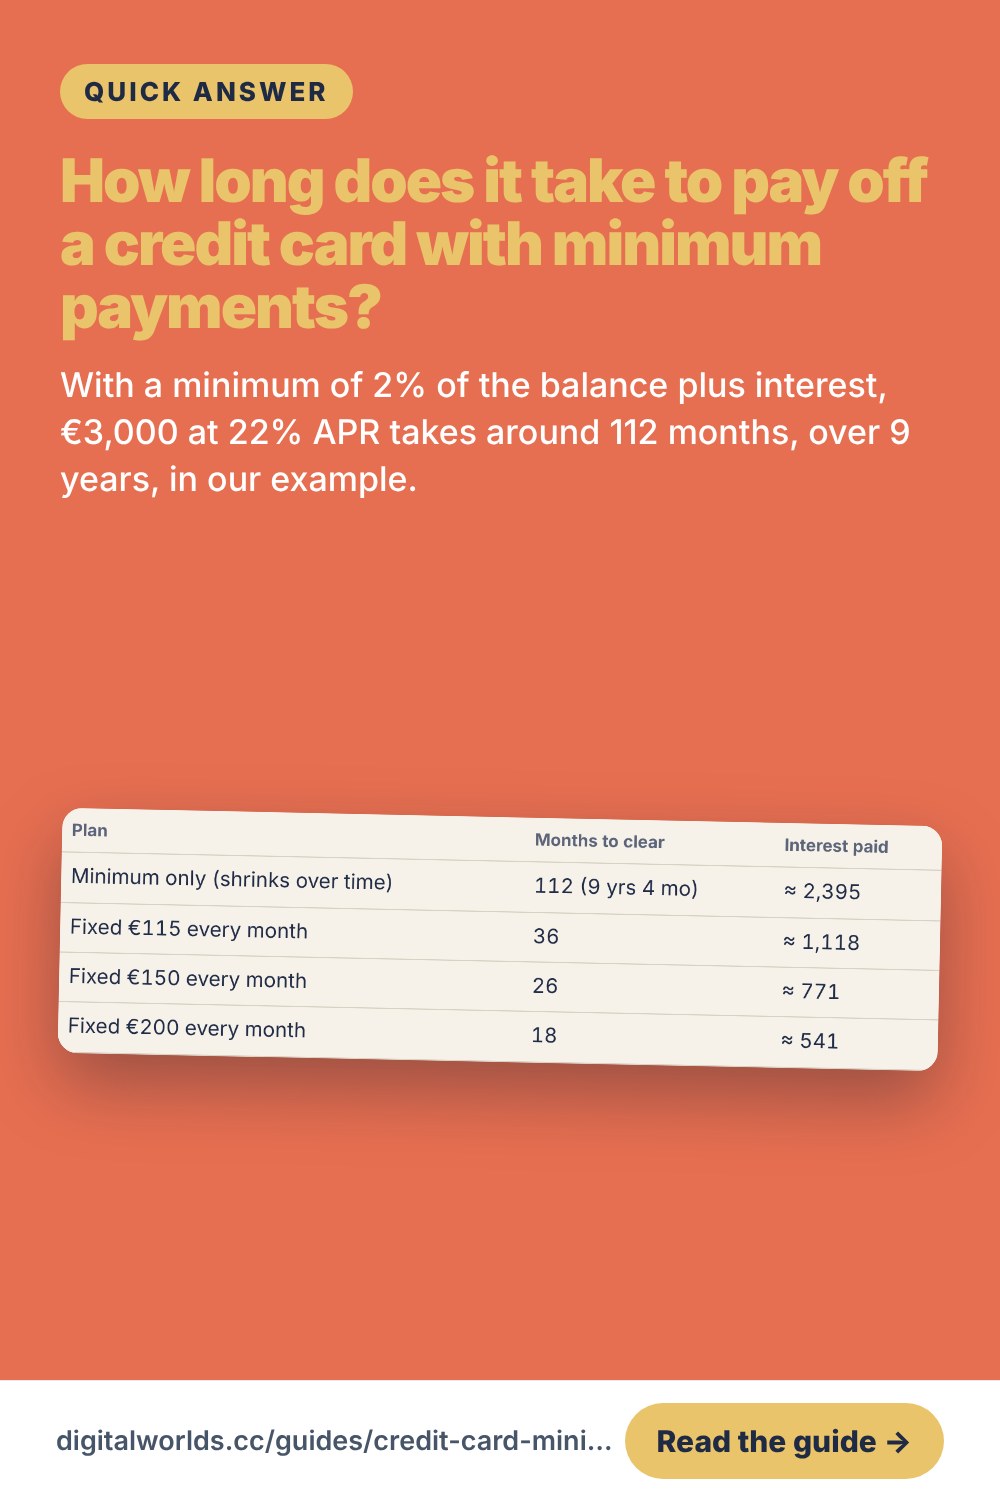 QUICK ANSWER
How long does it take to pay off
a credit card with minimum
payments?
With a minimum of 2% of the balance plus interest,
€3,000 at 22% APR takes around 112 months, over 9
years, in our example.
Plan Months to clear Interest paid
Minimum only (shrinks over time) 112 (9 yrs 4 mo) ≈ 2,395
Fixed €115 every month 36 ≈ 1,118
Fixed €150 every month 26 ≈ 771
Fixed €200 every month 18 ≈ 541
digitalworlds.cc/guides/credit-card-mini... Read the guide →